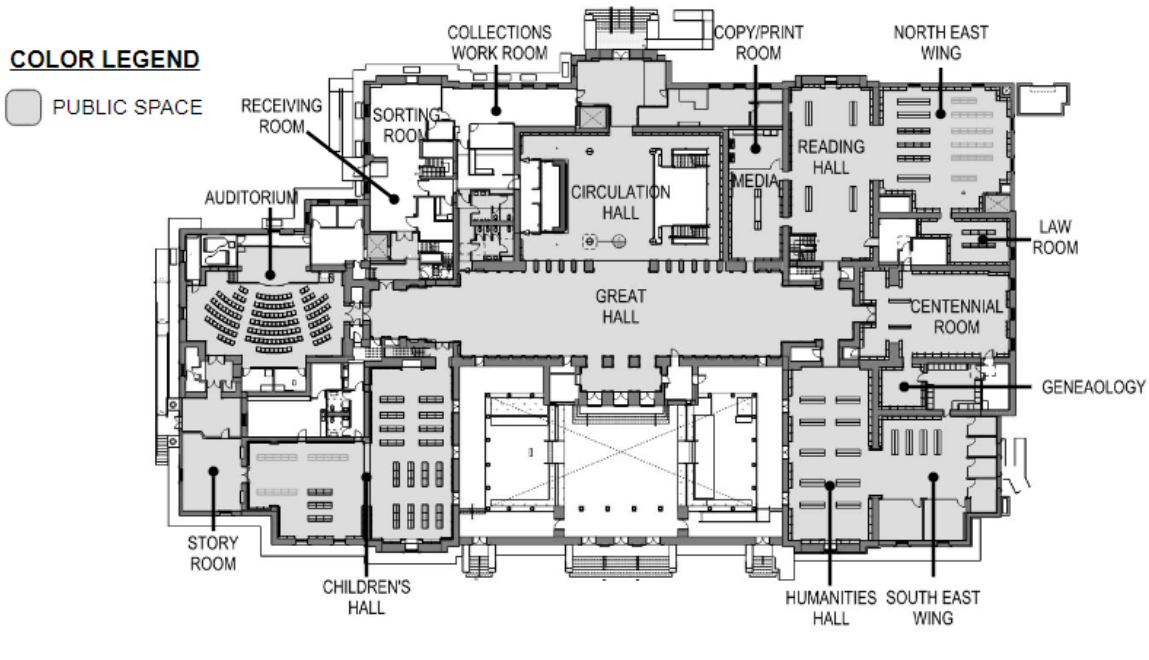 COLOR LEGEND
PUBLIC SPACE
COLLECTIONS
WORK ROOM
COPY/PRINT
ROOM
NORTH EAST
WING
RECEIVING
ROOM
SORTING
ROOM
READING
HALL
AUDITORIUM
CIRCULATION
HALL
MEDIA
LAW
ROOM
GREAT
HALL
CENTENNIAL
ROOM
GENEAOLOGY
STORY
ROOM
CHILDREN'S
HALL
HUMANITIES
HALL
SOUTH EAST
WING